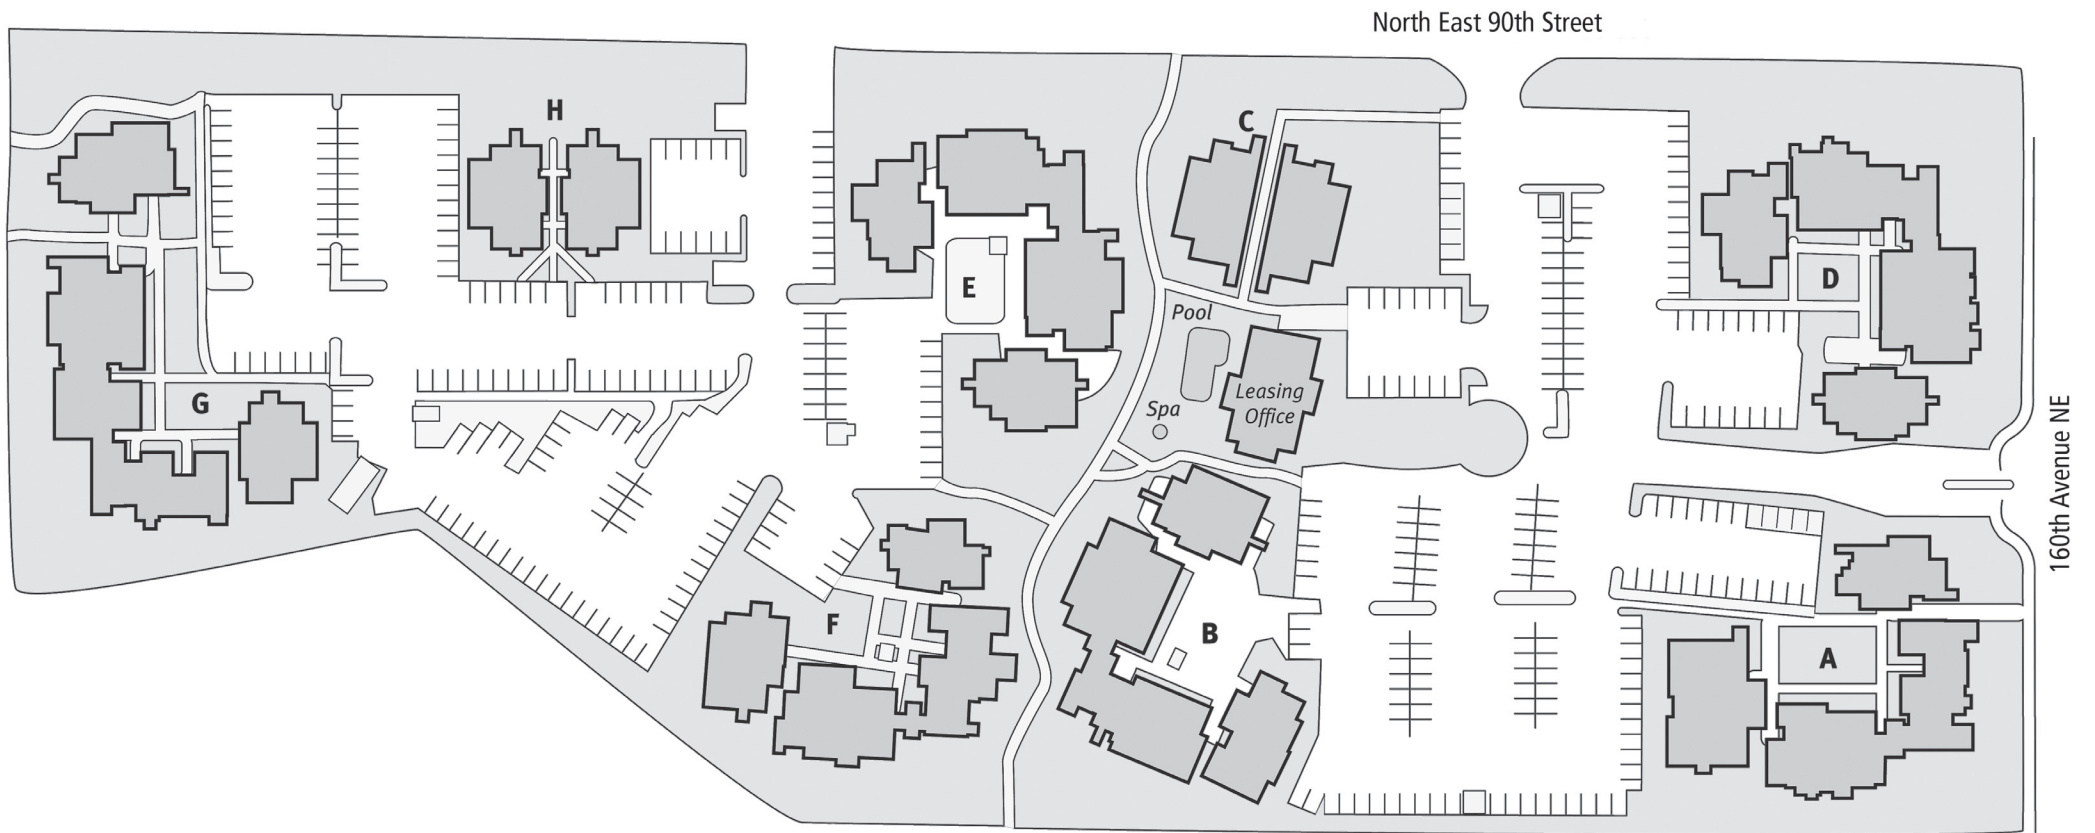 North East 90th Street
H
C
E
D
Pool
Leasing
Office
Spa
G
160th Avenue NE
F
B
A